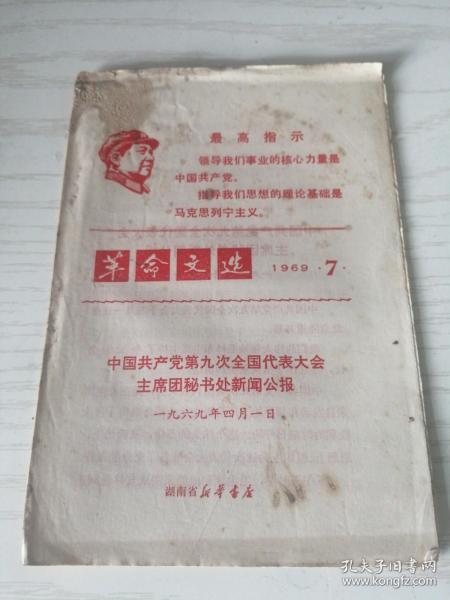 最高指示
领导我们事业的核心力量是
中国共产党。
指导我们思想的理论基础是
马克思列宁主义。
革命文选 1969·7·
中国共产党第九次全国代表大会
主席团秘书处新闻公报
一九六九年四月一日
湖南省新华书店
孔夫子旧书网
www.kongfz.com